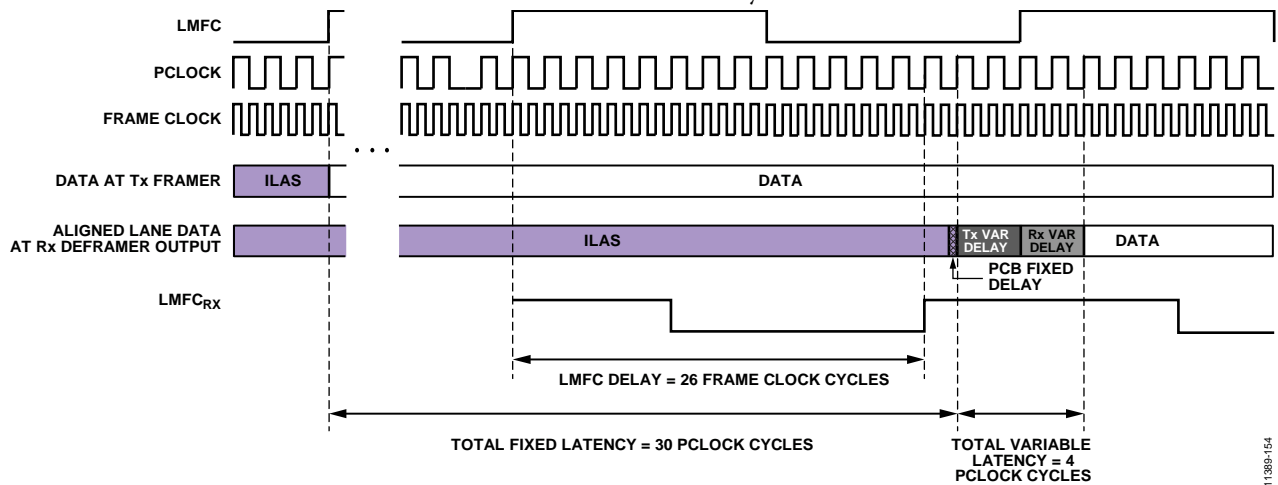 LMFC
PCLOCK
FRAME CLOCK
. . .
DATA AT Tx FRAMER
ILAS
DATA
ALIGNED LANE DATA
AT Rx DEFRAMER OUTPUT
ILAS
Tx VAR
DELAY
Rx VAR
DELAY
DATA
PCB FIXED
DELAY
LMFCRX
LMFC DELAY = 26 FRAME CLOCK CYCLES
TOTAL FIXED LATENCY = 30 PCLOCK CYCLES
TOTAL VARIABLE
LATENCY = 4
PCLOCK CYCLES
11389-154